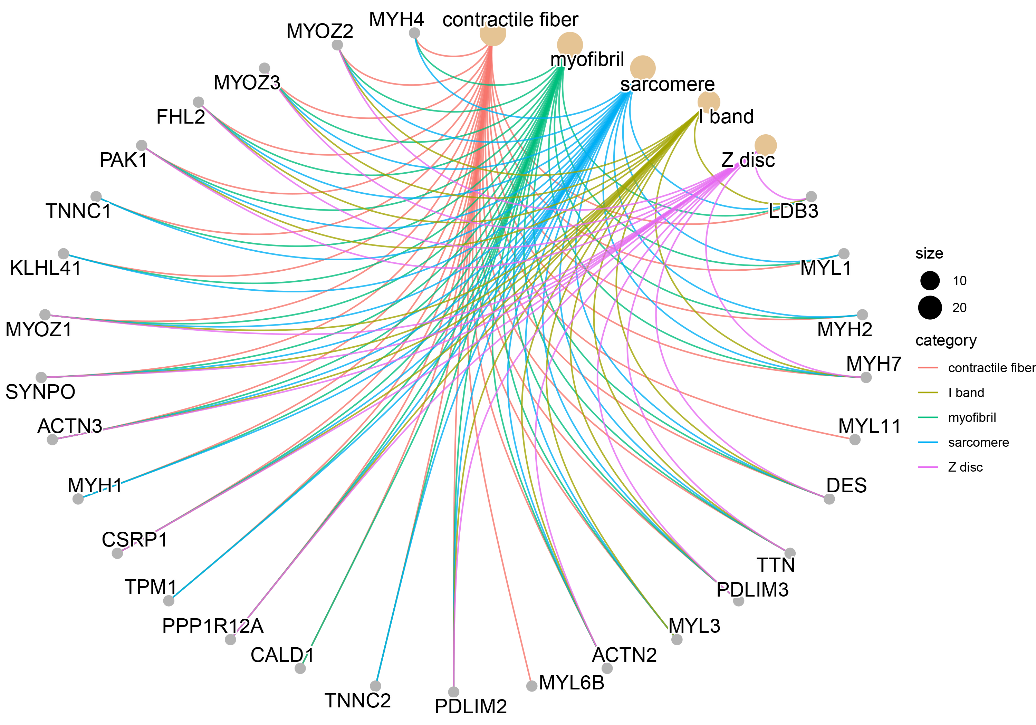 MYH4
contractile fiber
MYOZ2
myofibril
MYOZ3
sarcomere
FHL2
I band
PAK1
Z disc
TNNC1
LDB3
KLHL41
MYL1
MYOZ1
MYH2
SYNPO
MYH7
ACTN3
MYL11
MYH1
DES
CSRP1
TTN
TPM1
PDLIM3
PPP1R12A
MYL3
CALD1
ACTN2
TNNC2
MYL6B
PDLIM2
size
10
20
category
contractile fiber
I band
myofibril
sarcomere
Z disc